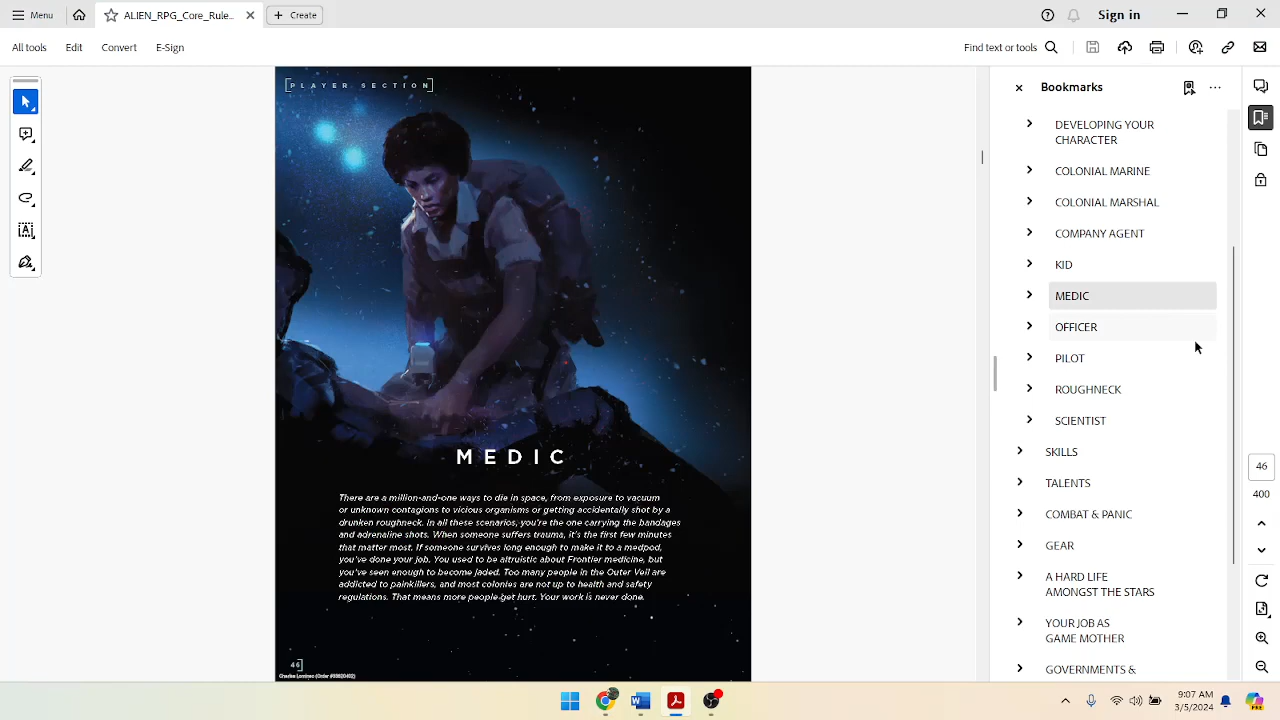 Menu
ALIEN_RPG_Core_Rule...
Create
Sign in
All tools
Edit
Convert
E-Sign
Find text or tools
PLAYER SECTION
MEDIC
There are a million-and-one ways to die in space, from exposure to vacuum
or unknown contagions to vicious organisms or getting accidentally shot by a
drunken roughneck. In all these scenarios, you're the one carrying the bandages
and adrenaline shots. When someone suffers trauma, it's the first few minutes
that matter most. If someone survives long enough to make it to a medpod,
you've done your job. You used to be altruistic about Frontier medicine, but
you've seen enough to become jaded. Too many people in the Outer Veil are
addicted to painkillers, and most colonies are not up to health and safety
regulations. That means more people get hurt. Your work is never done.
46
Bookmarks
DEVELOPING YOUR
CHARACTER
COLONIAL MARINE
COLONIAL MARSHAL
COMPANY AGENT
KID
MEDIC
OFFICER
PILOT
ROUGHNECK
SCIENTIST
SKILLS
TALENTS
COMBAT & PANIC
GEAR
YOUR JOB AS
GAME MOTHER
GOVERNMENTS &
46
9:07 AM
3/5/2024